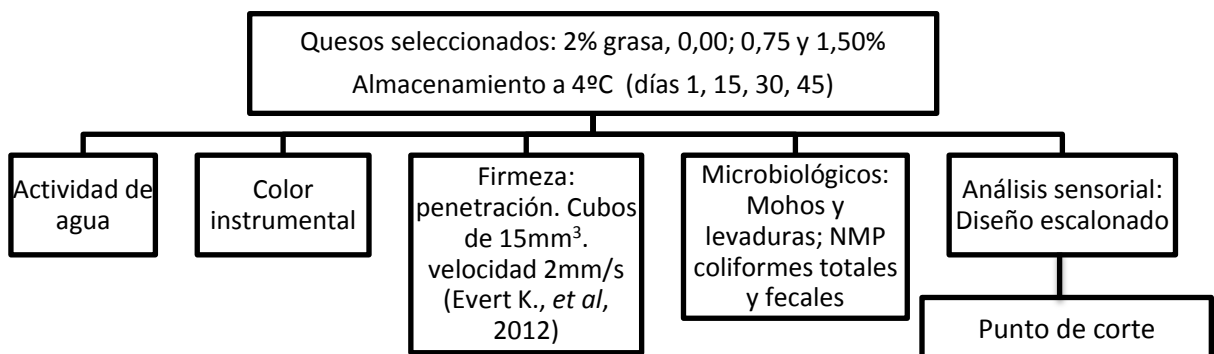 Quesos seleccionados: 2% grasa, 0,00; 0,75 y 1,50%
Almacenamiento a 4ºC  (días 1, 15, 30, 45)
Actividad de
agua
Color
instrumental
Firmeza:
penetración. Cubos
de 15mm³.
velocidad 2mm/s
(Evert K., et al,
2012)
Microbiológicos:
Mohos y
levaduras; NMP
coliformes totales
y fecales
Análisis sensorial:
Diseño escalonado
Punto de corte